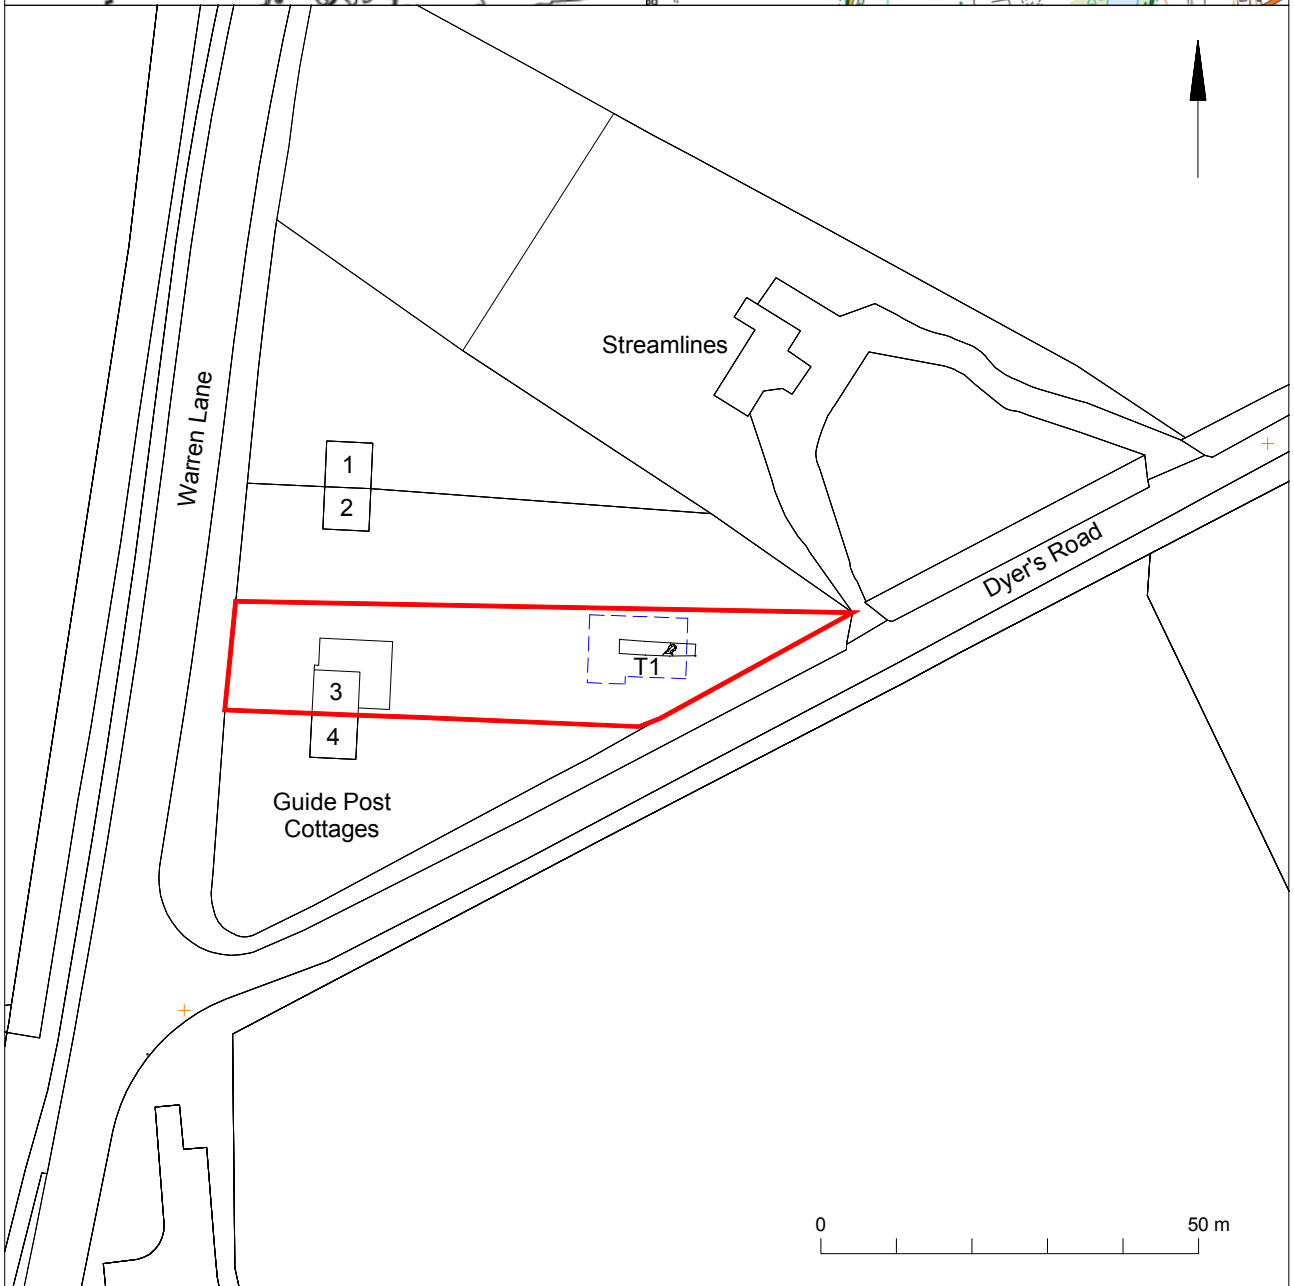 Streamlines
Warren Lane
1
2
Dyer's Road
T1
3
4
Guide Post
Cottages
0
50 m